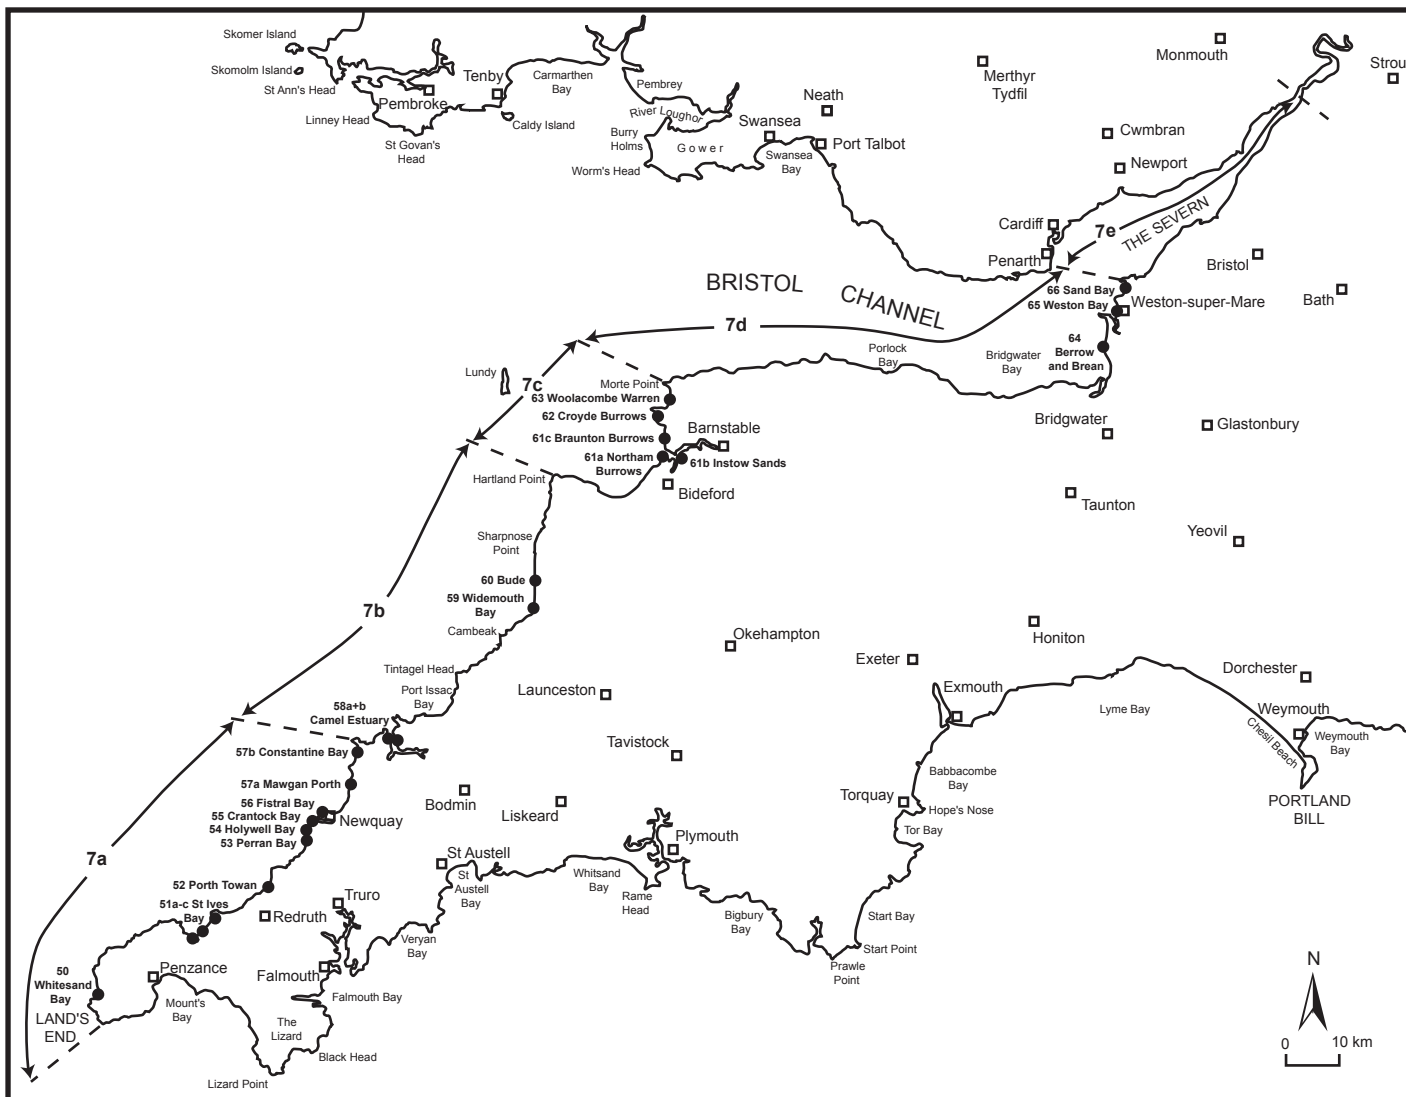 Skomer Island
Skomolm Island
St Ann's Head
Linney Head
Pembroke
St Govan's
Head
Tenby
Carmarthen
Bay
Caldy Island
Pembrey
River Loughor
Burry
Holms
Gower
Worm's Head
Swansea
Swansea
Bay
Neath
Port Talbot
Merthyr
Tydfil
Monmouth
Strou
Cwmbran
Newport
Cardiff
Penarth
7e
THE SEVERN
Bristol
Bath
BRISTOL CHANNEL
66 Sand Bay
65 Weston Bay
Weston-super-Mare
64
Berrow
and Brean
7d
Porlock
Bay
Bridgwater
Bay
Lundy
7c
Morte Point
63 Woolacombe Warren
62 Croyde Burrows
61c Braunton Burrows
61a Northam
Burrows
61b Instow Sands
Barnstable
Bideford
Bridgwater
Glastonbury
Taunton
Yeovil
Hartland Point
Sharpnose
Point
60 Bude
59 Widemouth
Bay
7b
Cambeak
Tintagel Head
Port Issac
Bay
58a+b
Camel Estuary
57b Constantine Bay
57a Mawgan Porth
56 Fistral Bay
55 Crantock Bay
54 Holywell Bay
53 Perran Bay
Newquay
7a
52 Porth Towan
51a-c St Ives
Bay
50
Whitesand
Bay
LAND'S
END
Penzance
Mount's
Bay
Redruth
Truro
Falmouth
Falmouth Bay
The
Lizard
Black Head
Lizard Point
Veryan
Bay
St Austell
St
Austell
Bay
Bodmin
Liskeard
Launceston
Tavistock
Okehampton
Whitsand
Bay
Rame
Head
Plymouth
Bigbury
Bay
Prawle
Point
Start Point
Start Bay
Tor Bay
Hope's Nose
Torquay
Babbacombe
Bay
Exmouth
Exeter
Honiton
Lyme Bay
Dorchester
Weymouth
Weymouth
Bay
Chesil Beach
PORTLAND
BILL
N
0 10 km